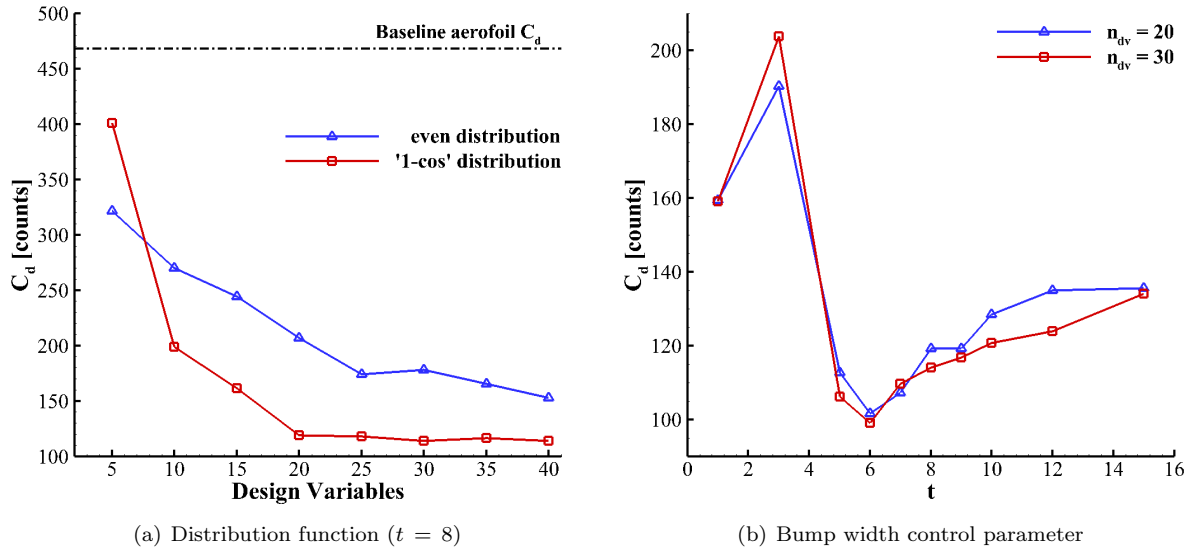 500
450
400
350
300
250
200
150
100
C_d [counts]
Baseline aerofoil C_d
even distribution
'1-cos' distribution
5 10 15 20 25 30 35 40
Design Variables
(a) Distribution function (t = 8)
200
180
160
140
120
100
C_d [counts]
n_dv = 20
n_dv = 30
0 2 4 6 8 10 12 14 16
t
(b) Bump width control parameter